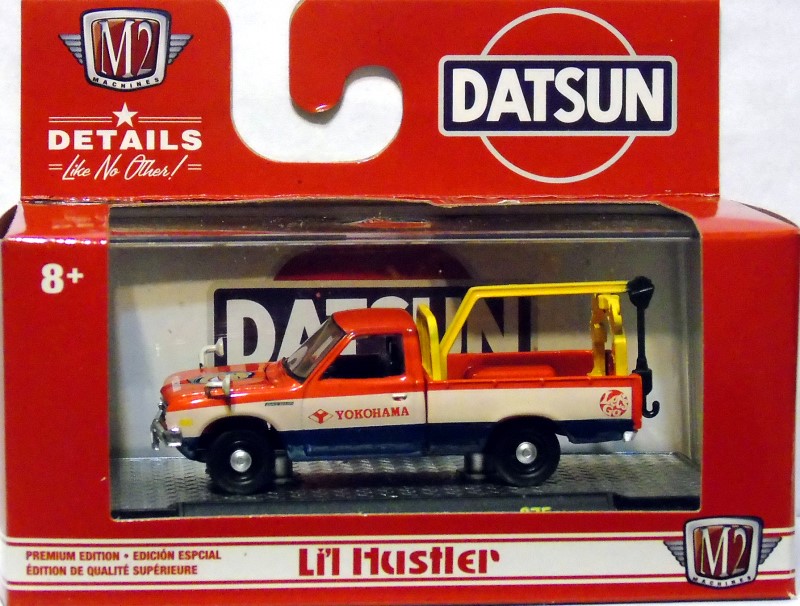 M2
MACHINES
DETAILS
Like No Other!
DATSUN
8+
DATSUN
YOKOHAMA
PREMIUM EDITION • EDICIÓN ESPCIAL
ÉDITION DE QUALITÉ SUPÉRIEURE
Li'l Hustler
M2
MACHINES